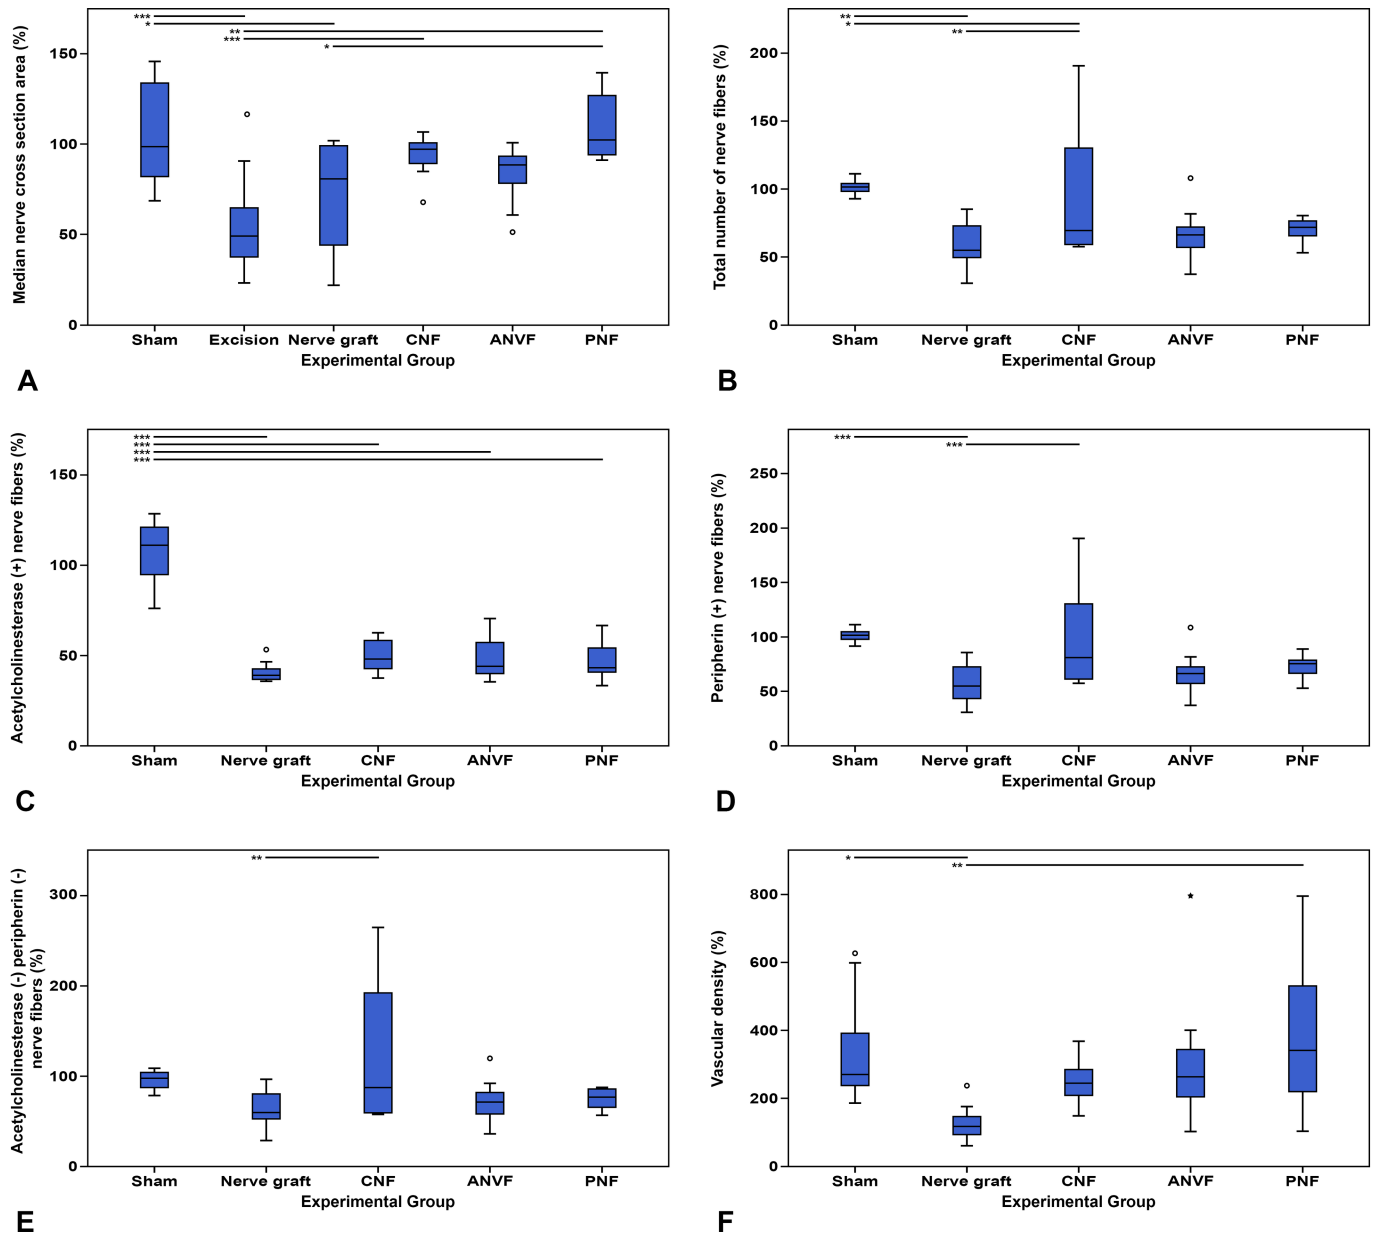 ***
*
**
***
*
Median nerve cross section area (%)
150
100
50
0
Sham Excision Nerve graft CNF ANVF PNF
Experimental Group
A
**
*
**
Total number of nerve fibers (%)
200
150
100
50
0
Sham Nerve graft CNF ANVF PNF
Experimental Group
B
***
***
***
***
Acetylcholinesterase (+) nerve fibers (%)
150
100
50
0
Sham Nerve graft CNF ANVF PNF
Experimental Group
C
***
***
Peripherin (+) nerve fibers (%)
250
200
150
100
50
0
Sham Nerve graft CNF ANVF PNF
Experimental Group
D
**
Acetylcholinesterase (-) peripherin (-)
nerve fibers (%)
300
200
100
0
Sham Nerve graft CNF ANVF PNF
Experimental Group
E
*
**
Vascular density (%)
800
600
400
200
0
Sham Nerve graft CNF ANVF PNF
Experimental Group
F